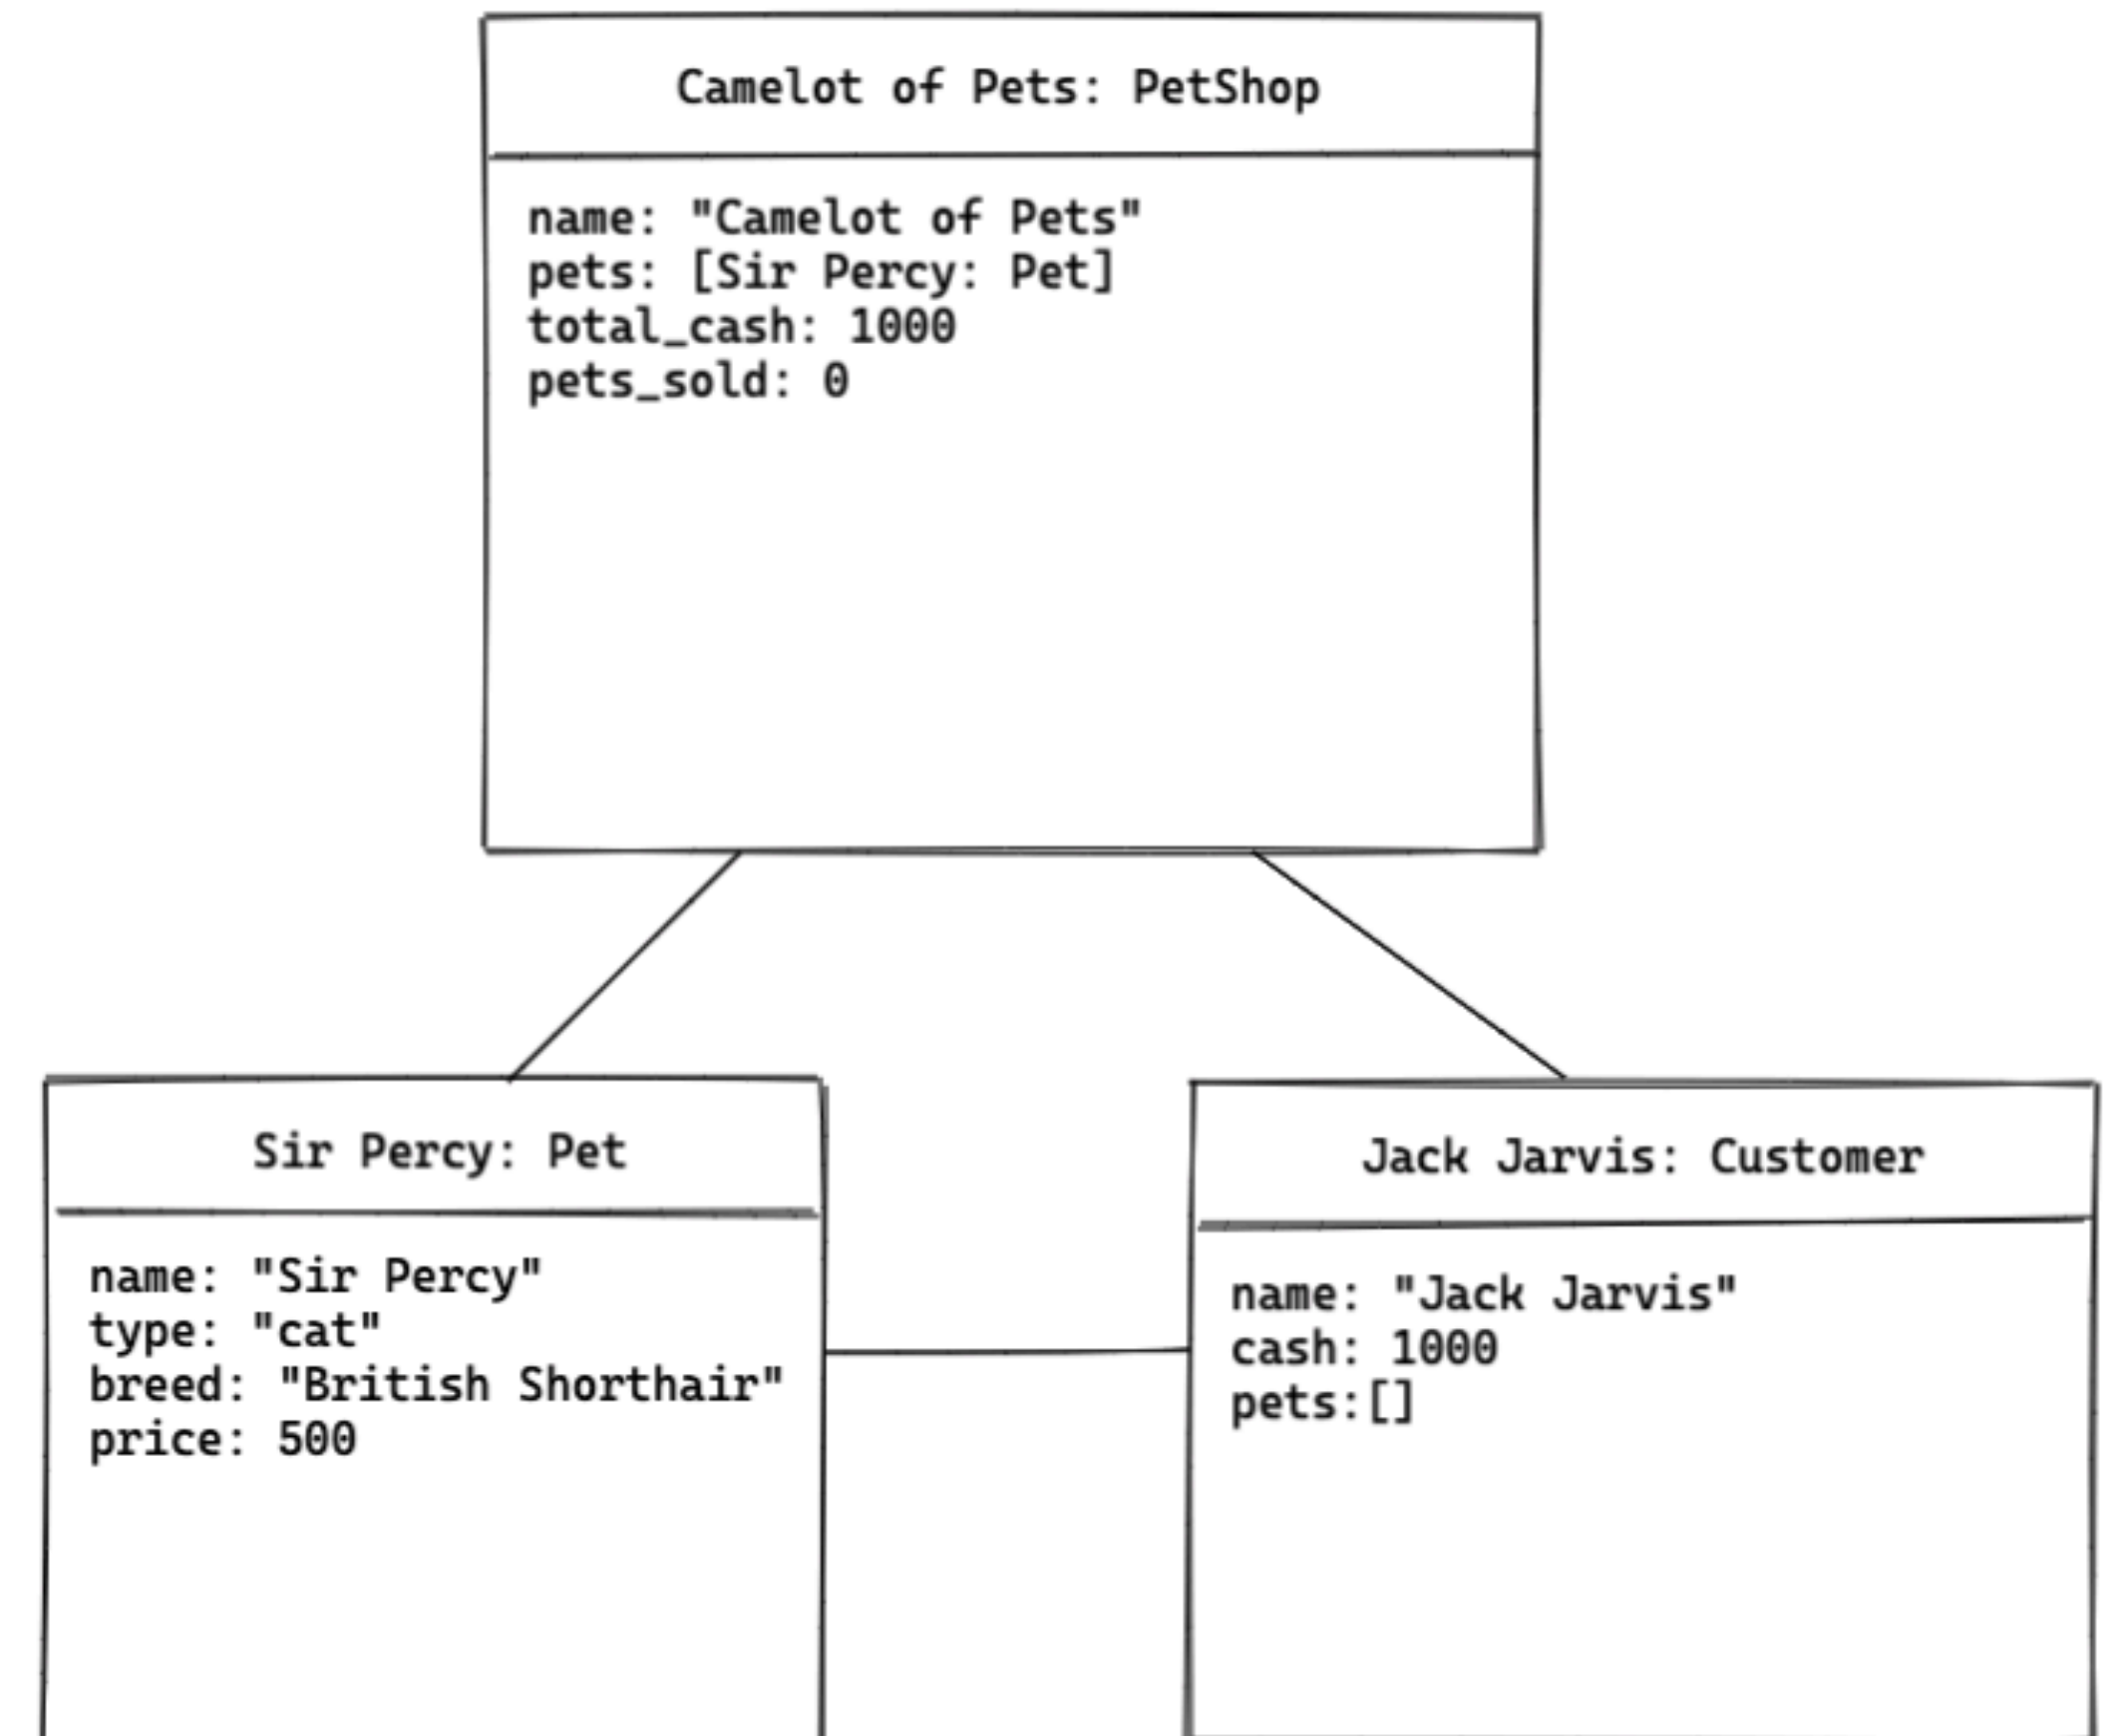 Camelot of Pets: PetShop
name: "Camelot of Pets"
pets: [Sir Percy: Pet]
total_cash: 1000
pets_sold: 0
Sir Percy: Pet
name: "Sir Percy"
type: "cat"
breed: "British Shorthair"
price: 500
Jack Jarvis: Customer
name: "Jack Jarvis"
cash: 1000
pets:[]